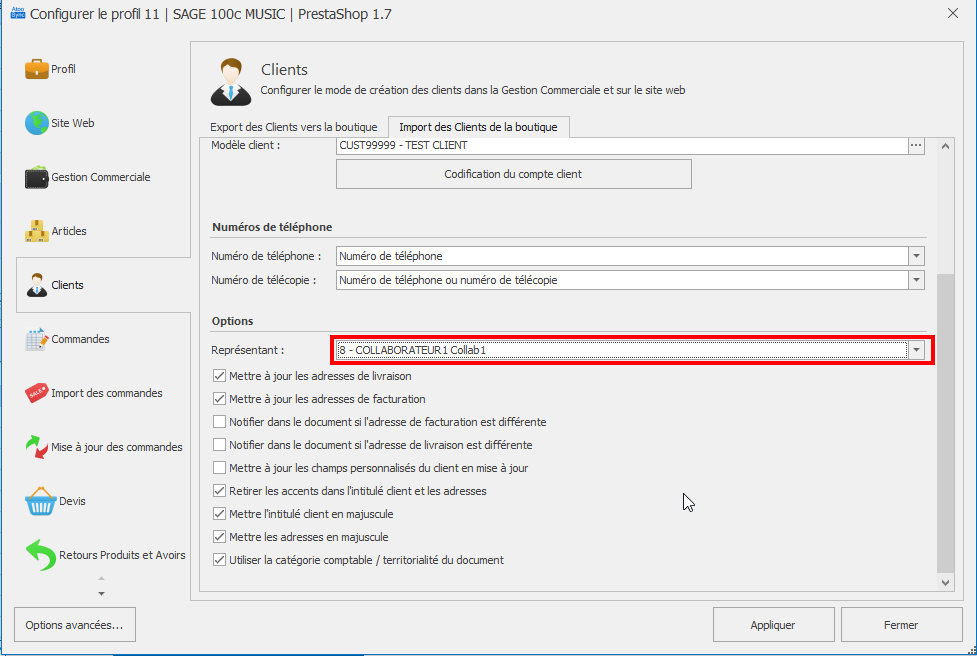 Atoo Sync
Configurer le profil 11 | SAGE 100c MUSIC | PrestaShop 1.7
Profil
Site Web
Gestion Commerciale
Articles
Clients
Commandes
SALE
Import des commandes
Mise à jour des commandes
Devis
Retours Produits et Avoirs
Options avancées...
Clients
Configurer le mode de création des clients dans la Gestion Commerciale et sur le site web
Export des Clients vers la boutique
Import des Clients de la boutique
Modèle client :
CUST99999 - TEST CLIENT
...
Codification du compte client
Numéros de téléphone
Numéro de téléphone :
Numéro de téléphone
Numéro de télécopie :
Numéro de téléphone ou numéro de télécopie
Options
Représentant :
8 - COLLABORATEUR1 Collab1
Mettre à jour les adresses de livraison
Mettre à jour les adresses de facturation
Notifier dans le document si l'adresse de facturation est différente
Notifier dans le document si l'adresse de livraison est différente
Mettre à jour les champs personnalisés du client en mise à jour
Retirer les accents dans l'intitulé client et les adresses
Mettre l'intitulé client en majuscule
Mettre les adresses en majuscule
Utiliser la catégorie comptable / territorialité du document
Appliquer
Fermer